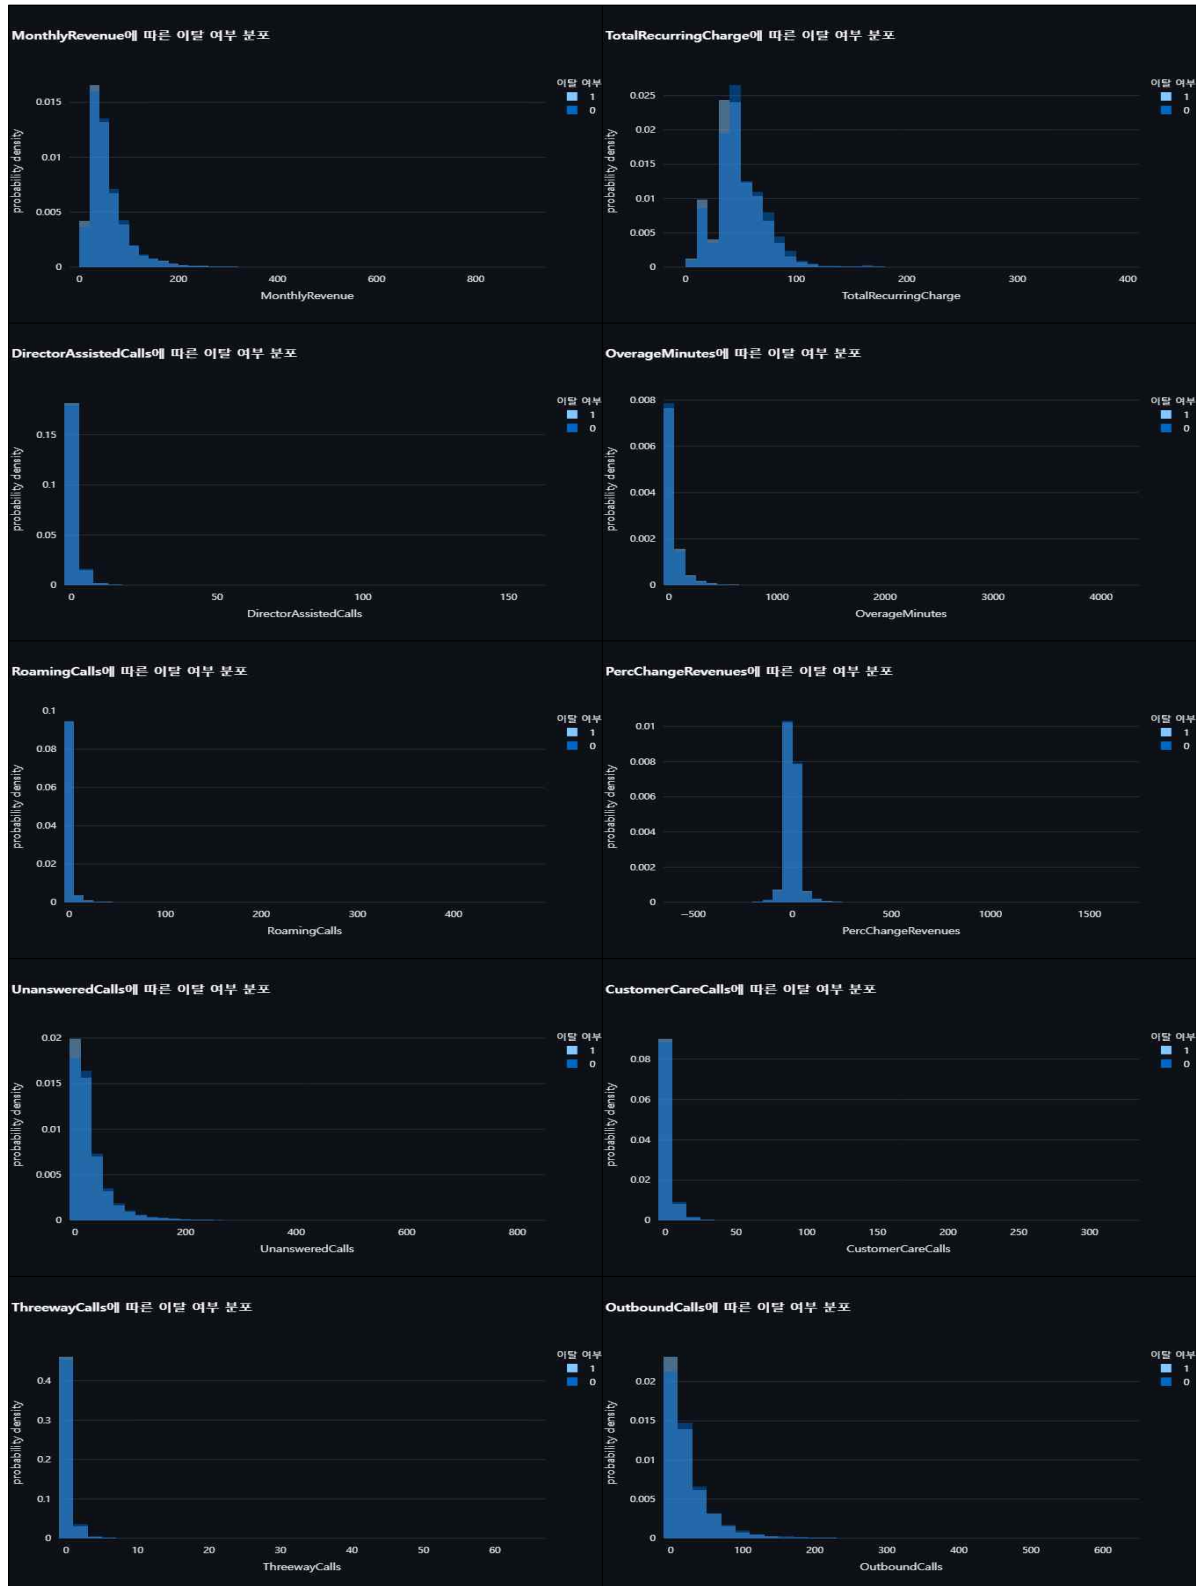 MonthlyRevenue에 따른 이탈 여부 분포
이탈 여부
1
0
probability density
0.015
0.01
0.005
0
0 200 400 600 800
MonthlyRevenue
TotalRecurringCharge에 따른 이탈 여부 분포
이탈 여부
1
0
probability density
0.025
0.02
0.015
0.01
0.005
0
0 100 200 300 400
TotalRecurringCharge
DirectorAssistedCalls에 따른 이탈 여부 분포
이탈 여부
1
0
probability density
0.15
0.1
0.05
0
0 50 100 150
DirectorAssistedCalls
OverageMinutes에 따른 이탈 여부 분포
이탈 여부
1
0
probability density
0.008
0.006
0.004
0.002
0
0 1000 2000 3000 4000
OverageMinutes
RoamingCalls에 따른 이탈 여부 분포
이탈 여부
1
0
probability density
0.1
0.08
0.06
0.04
0.02
0
0 100 200 300 400
RoamingCalls
PercChangeRevenues에 따른 이탈 여부 분포
이탈 여부
1
0
probability density
0.01
0.008
0.006
0.004
0.002
0
−500 0 500 1000 1500
PercChangeRevenues
UnansweredCalls에 따른 이탈 여부 분포
이탈 여부
1
0
probability density
0.02
0.015
0.01
0.005
0
0 200 400 600 800
UnansweredCalls
CustomerCareCalls에 따른 이탈 여부 분포
이탈 여부
1
0
probability density
0.08
0.06
0.04
0.02
0
0 50 100 150 200 250 300
CustomerCareCalls
ThreewayCalls에 따른 이탈 여부 분포
이탈 여부
1
0
probability density
0.4
0.3
0.2
0.1
0
0 10 20 30 40 50 60
ThreewayCalls
OutboundCalls에 따른 이탈 여부 분포
이탈 여부
1
0
probability density
0.02
0.015
0.01
0.005
0
0 100 200 300 400 500 600
OutboundCalls